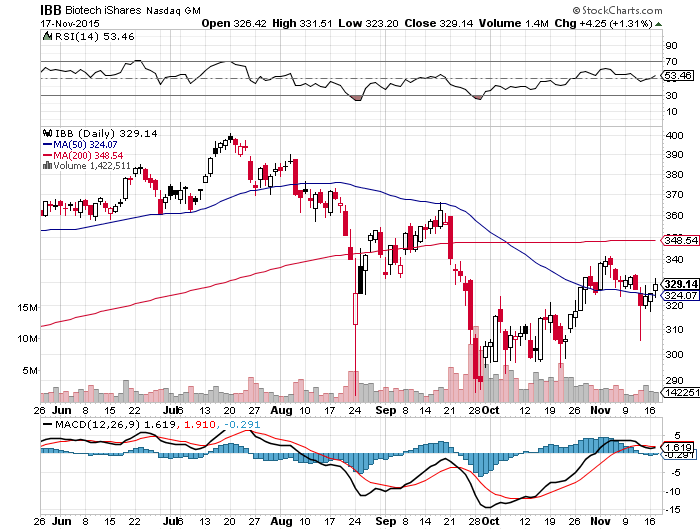 IBB Biotech iShares Nasdaq GM © StockCharts.com
17-Nov-2015 Open 326.42 High 331.51 Low 323.20 Close 329.14 Volume 1.4M Chg +4.25 (+1.31%)
RSI(14) 53.46
90
70
53.46
30
10
IBB (Daily) 329.14
MA(50) 324.07
MA(200) 348.54
Volume 1,422,511
400
390
380
370
360
348.54
340
329.14
324.07
320
310
300
290
15M
10M
5M
1422511
26 Jun 8 15 22 Jul 6 13 20 27 Aug 10 17 24 Sep 8 14 21 28 Oct 12 19 26 Nov 9 16
MACD(12,26,9) 1.619, 1.910, -0.291
5
1.619
-0.291
-5
-10
-15
26 Jun 8 15 22 Jul 6 13 20 27 Aug 10 17 24 Sep 8 14 21 28 Oct 12 19 26 Nov 9 16